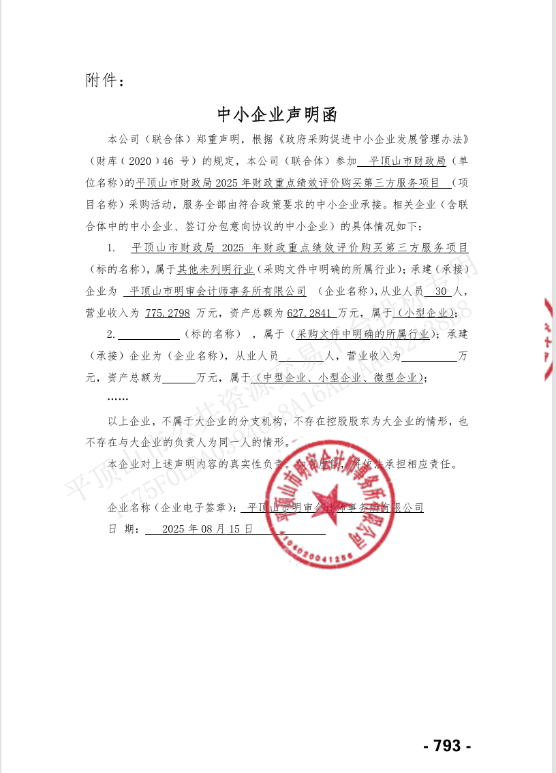 附件：
中小企业声明函
本公司（联合体）郑重声明，根据《政府采购促进中小企业发展管理办法》
（财库﹝2020﹞46 号）的规定，本公司（联合体）参加 平顶山市财政局（单
位名称）的平顶山市财政局 2025 年财政重点绩效评价购买第三方服务项目 （项
目名称）采购活动，服务全部由符合政策要求的中小企业承接。相关企业（含联
合体中的中小企业、签订分包意向协议的中小企业）的具体情况如下：
1. 平顶山市财政局 2025 年财政重点绩效评价购买第三方服务项目
（标的名称），属于其他未列明行业（采购文件中明确的所属行业）；承建（承接）
企业为 平顶山市明审会计师事务所有限公司 （企业名称），从业人员 30 人，
营业收入为 775.2798 万元，资产总额为 627.2841 万元，属于（小型企业）；
2. （标的名称） ，属于（采购文件中明确的所属行业）；承建
（承接）企业为（企业名称），从业人员 人，营业收入为 万
元，资产总额为 万元，属于（中型企业、小型企业、微型企业）；
……
以上企业，不属于大企业的分支机构，不存在控股股东为大企业的情形，也
不存在与大企业的负责人为同一人的情形。
本企业对上述声明内容的真实性负责。 将依法承担相应责任。
企业名称（企业电子签章）： 平顶山市明审会计师事务所有限公司
日 期： 2025 年 08 月 15 日
平顶山市明审会计师事务所有限公司
4104020041256
- 793 -